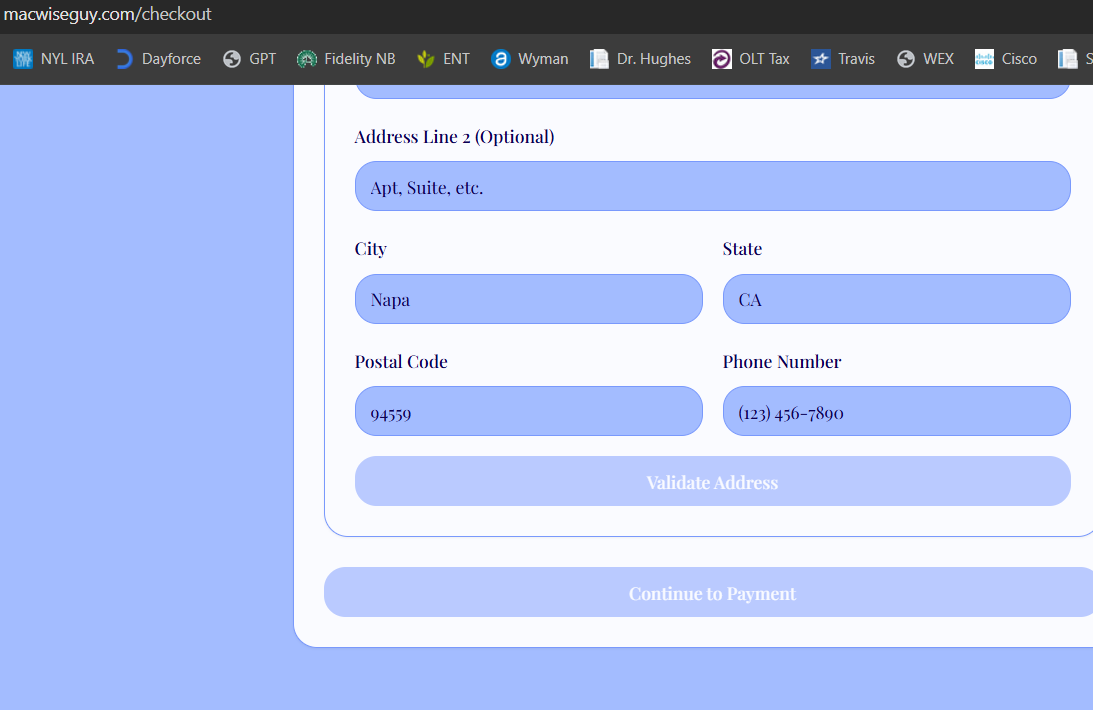 macwiseguy.com/checkout
NYL IRA Dayforce GPT Fidelity NB ENT Wyman Dr. Hughes OLT Tax Travis WEX Cisco S
Address Line 2 (Optional)
Apt, Suite, etc.
City State
Napa CA
Postal Code Phone Number
94559 (123) 456-7890
Validate Address
Continue to Payment